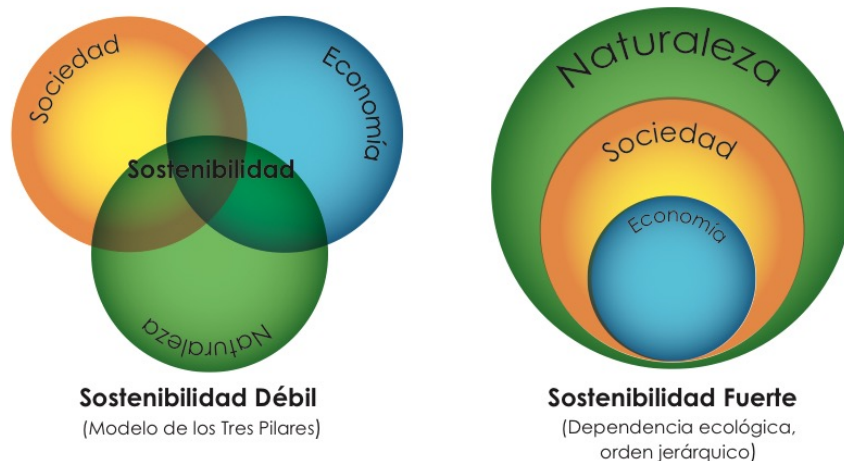 Sociedad
Economía
Sostenibilidad
Naturaleza
Sostenibilidad Débil
(Modelo de los Tres Pilares)
Naturaleza
Sociedad
Economía
Sostenibilidad Fuerte
(Dependencia ecológica,
orden jerárquico)